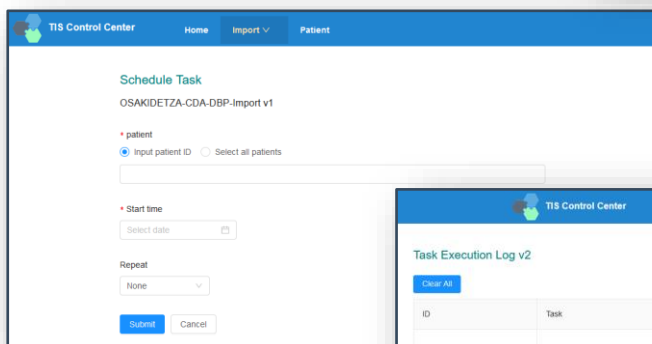 TIS Control Center Home Import Patient
Schedule Task
OSAKIDETZA-CDA-DBP-Import v1
* patient
Input patient ID Select all patients
* Start time
Select date
Repeat
None
Submit Cancel
TIS Control Center
Task Execution Log v2
Clear All
ID Task